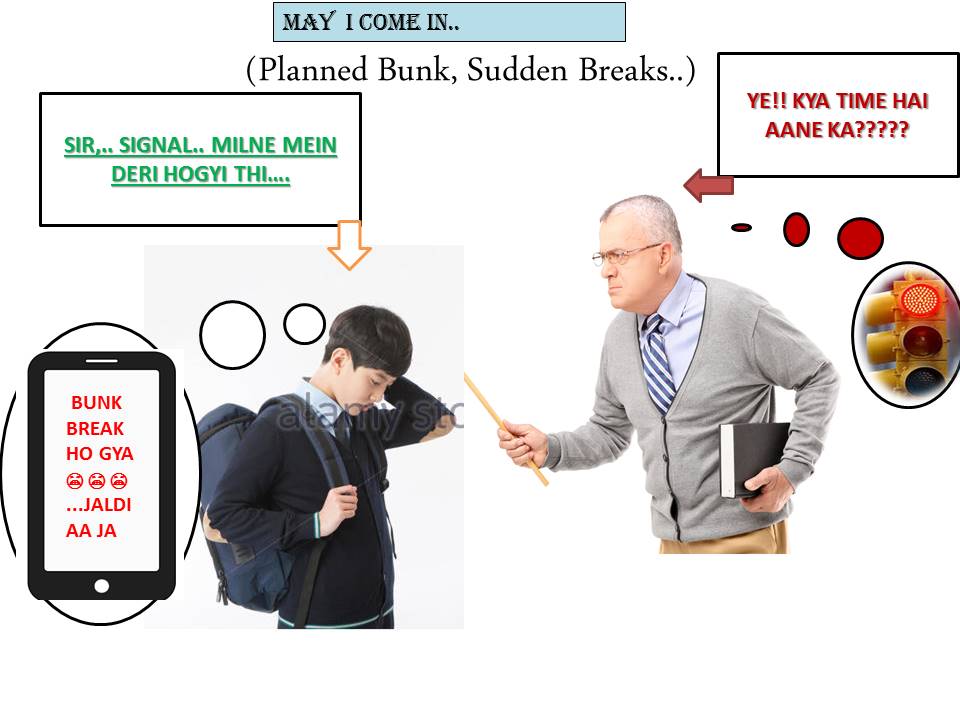 MAY I COME IN..
(Planned Bunk, Sudden Breaks..)
YE!! KYA TIME HAI
AANE KA?????
SIR,.. SIGNAL.. MILNE MEIN
DERI HOGYI THI....
BUNK
BREAK
HO GYA
😫😫😫
...JALDI
AA JA
alamy sto